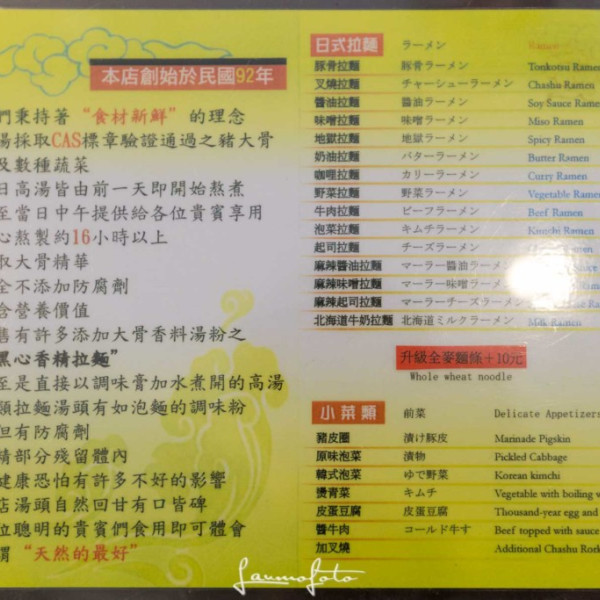 本店創始於民國92年
們秉持著“食材新鮮”的理念
湯採取CAS標章驗證通過之豬大骨
及數種蔬菜
日高湯皆由前一天即開始熬煮
至當日中午提供給各位貴賓享用
心熬製約16小時以上
取大骨精華
全不添加防腐劑
含營養價值
售有許多添加大骨香料湯粉之
黑心香精拉麵”
至是直接以調味膏加水煮開的高湯
類拉麵湯頭有如泡麵的調味粉
但有防腐劑
精部分殘留體內
健康恐怕有許多不好的影響
店湯頭自然回甘有口皆碑
位聰明的貴賓們食用即可體會
謂“天然的最好”
日式拉麵 ラーメン
豚骨拉麵 豚骨ラーメン Tonkotsu Ramen
叉燒拉麵 チャーシューラーメン Chashu Ramen
醬油拉麵 醬油ラーメン Soy Sauce Ramen
味噌拉麵 味噌ラーメン Miso Ramen
地獄拉麵 地獄ラーメン Spicy Ramen
奶油拉麵 バターラーメン Butter Ramen
咖哩拉麵 カリーラーメン Curry Ramen
野菜拉麵 野菜ラーメン Vegetable Ramen
牛肉拉麵 ビーフラーメン Beef Ramen
泡菜拉麵 キムチラーメン Kimchi Ramen
起司拉麵 チーズラーメン
麻辣醬油拉麵 マーラー醬油ラーメン
麻辣味噌拉麵 マーラー味噌ラーメン
麻辣起司拉麵 マーラーチーズラーメン Ramen
北海道牛奶拉麵 北海道ミルクラーメン Milk Ramen
升級全麥麵條+10元
Whole wheat noodle
小菜類 前菜 Delicate Appetizers
豬皮圈 漬け豚皮 Marinade Pigskin
原味泡菜 漬物 Pickled Cabbage
韓式泡菜 ゆで野菜 Korean kimchi
燙青菜 キムチ Vegetable with boiling w
皮蛋豆腐 皮蛋豆腐 Thousand-year egg and
醬牛肉 コールド牛す Beef topped with sauce
加叉燒 Additional Chashu Rock